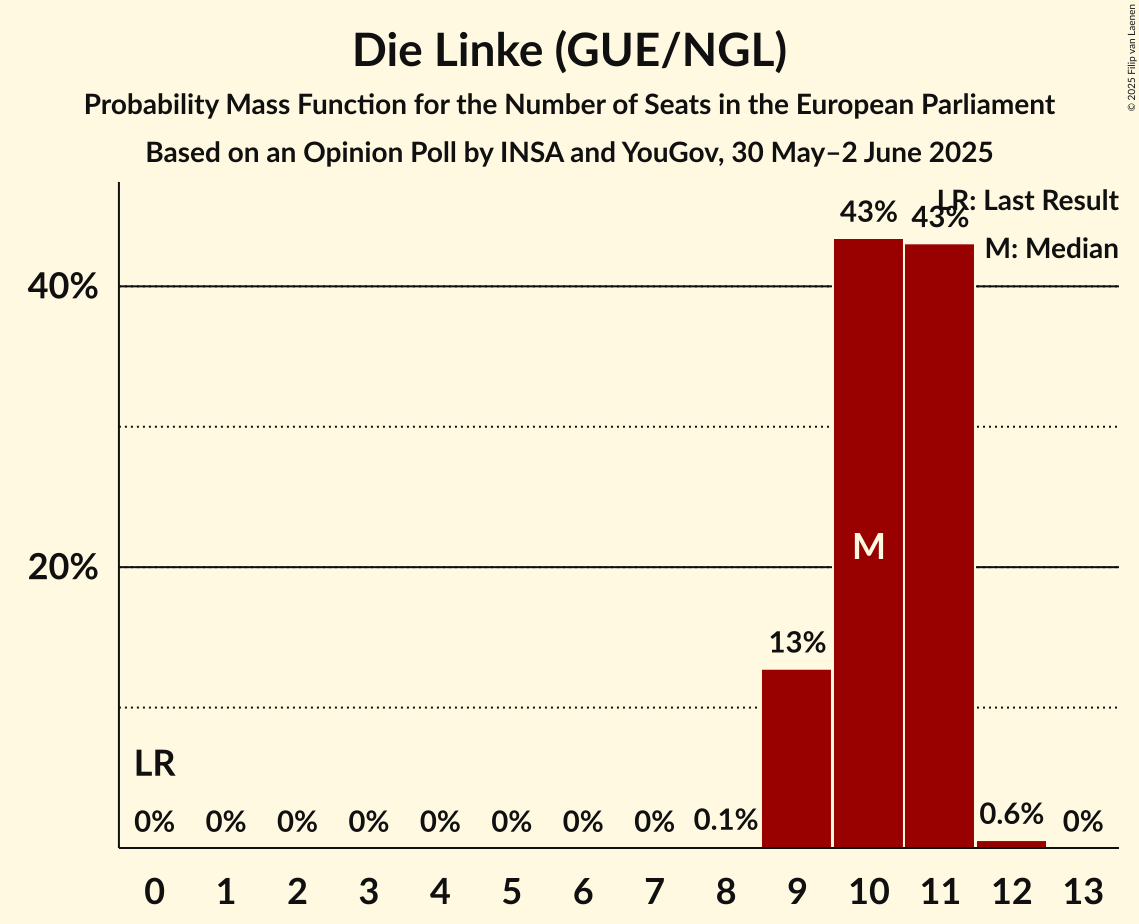 Die Linke (GUE/NGL)
Probability Mass Function for the Number of Seats in the European Parliament
Based on an Opinion Poll by INSA and YouGov, 30 May–2 June 2025
© 2025 Filip van Laenen
LR: Last Result
M: Median
43%
43%
40%
M
20%
13%
LR
0%
0%
0%
0%
0%
0%
0%
0%
0.1%
0.6%
0%
0 1 2 3 4 5 6 7 8 9 10 11 12 13